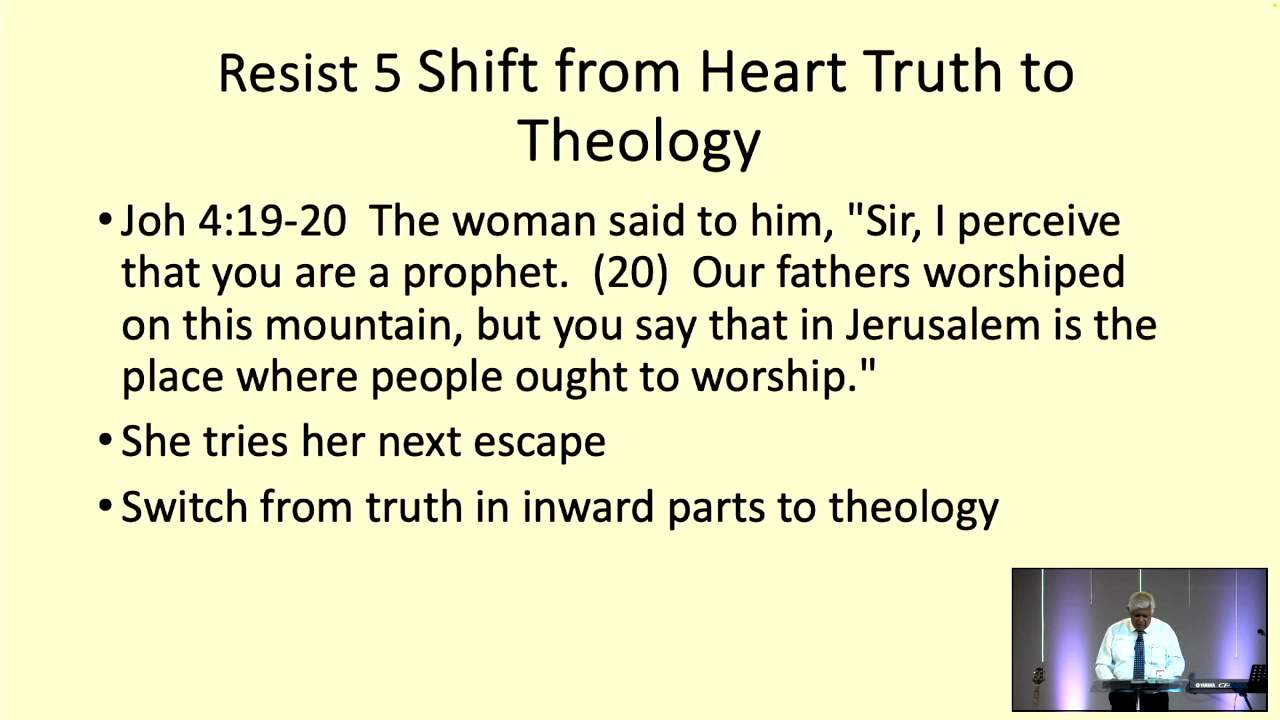 Resist 5 Shift from Heart Truth to
Theology
• Joh 4:19-20  The woman said to him, "Sir, I perceive
that you are a prophet.  (20)  Our fathers worshiped
on this mountain, but you say that in Jerusalem is the
place where people ought to worship."
• She tries her next escape
• Switch from truth in inward parts to theology
YAMAHA CP